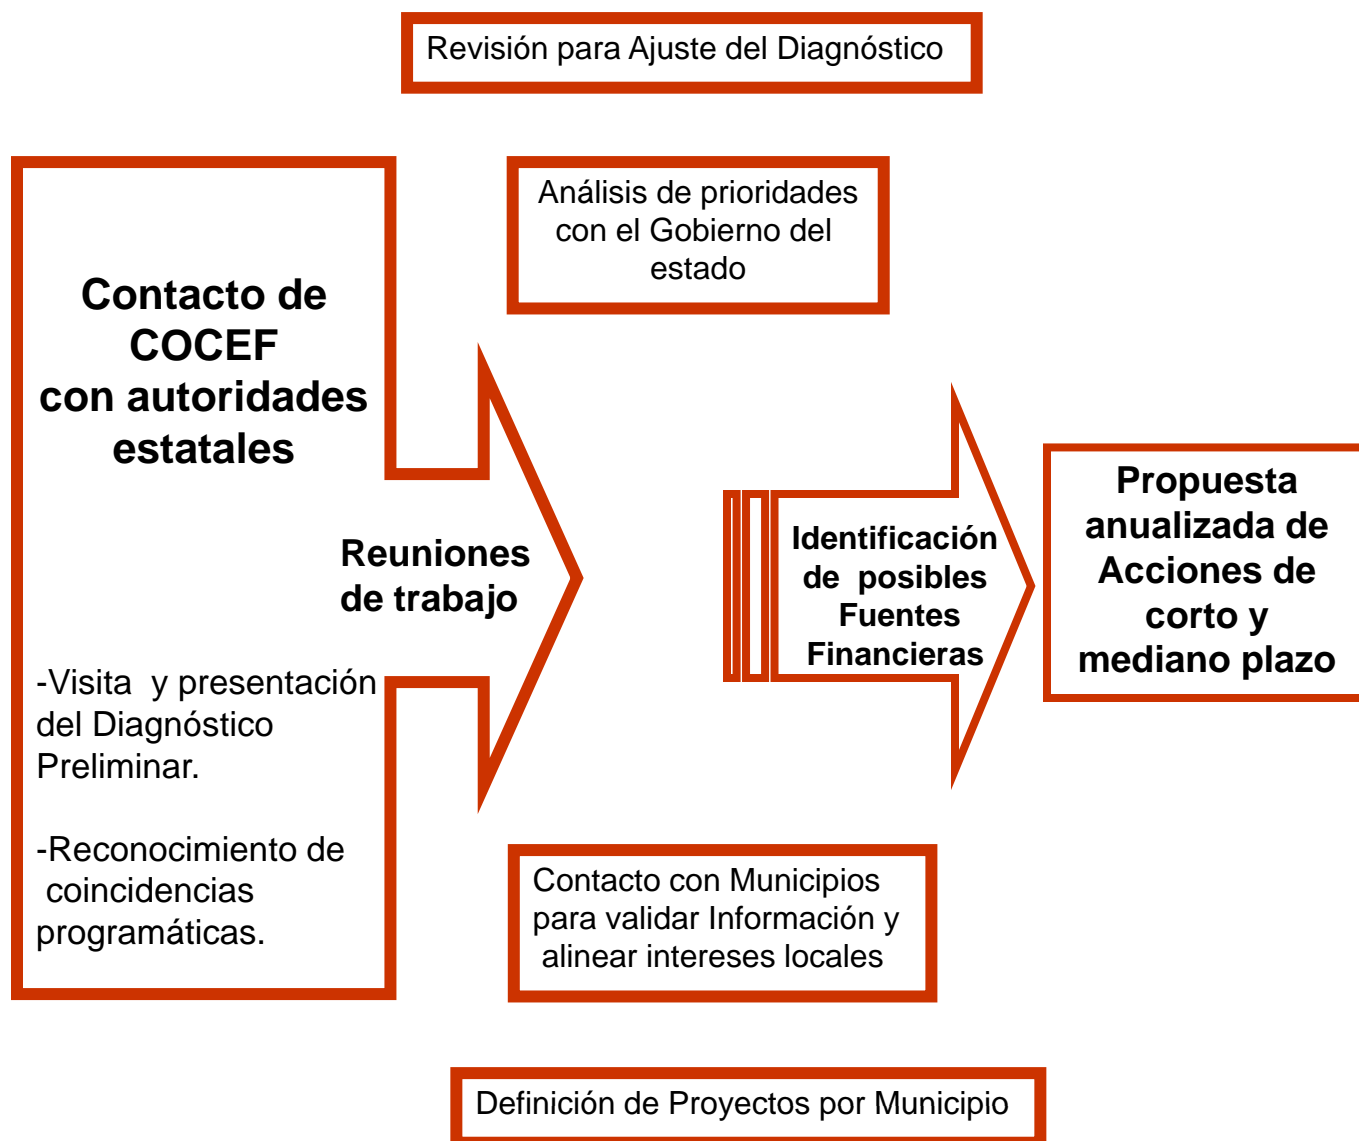 Revisión para Ajuste del Diagnóstico
Análisis de prioridades
con el Gobierno del
estado
Contacto de
COCEF
con autoridades
estatales
Reuniones
de trabajo
-Visita y presentación
del Diagnóstico
Preliminar.
-Reconocimiento de
coincidencias
programáticas.
Identificación
de posibles
Fuentes
Financieras
Propuesta
anualizada de
Acciones de
corto y
mediano plazo
Contacto con Municipios
para validar Información y
alinear intereses locales
Definición de Proyectos por Municipio